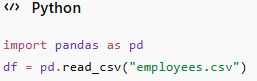 </> Python
import pandas as pd
df = pd.read_csv("employees.csv")